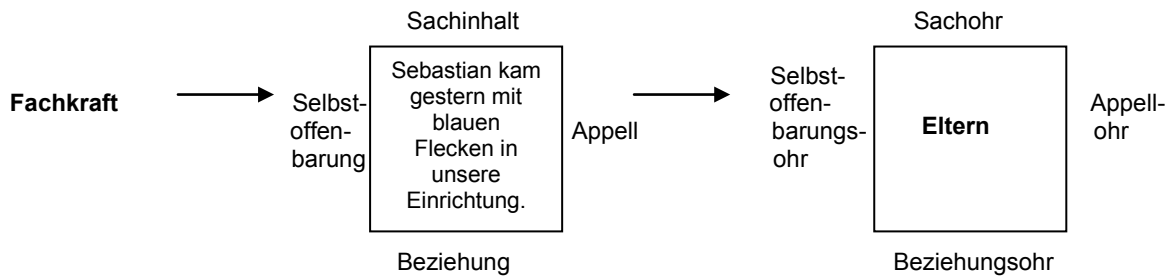 Sachinhalt
Fachkraft
Selbst-
offen-
barung
Sebastian kam
gestern mit
blauen
Flecken in
unsere
Einrichtung.
Appell
Beziehung
Sachohr
Selbst-
offen-
barungs-
ohr
Eltern
Appell-
ohr
Beziehungsohr